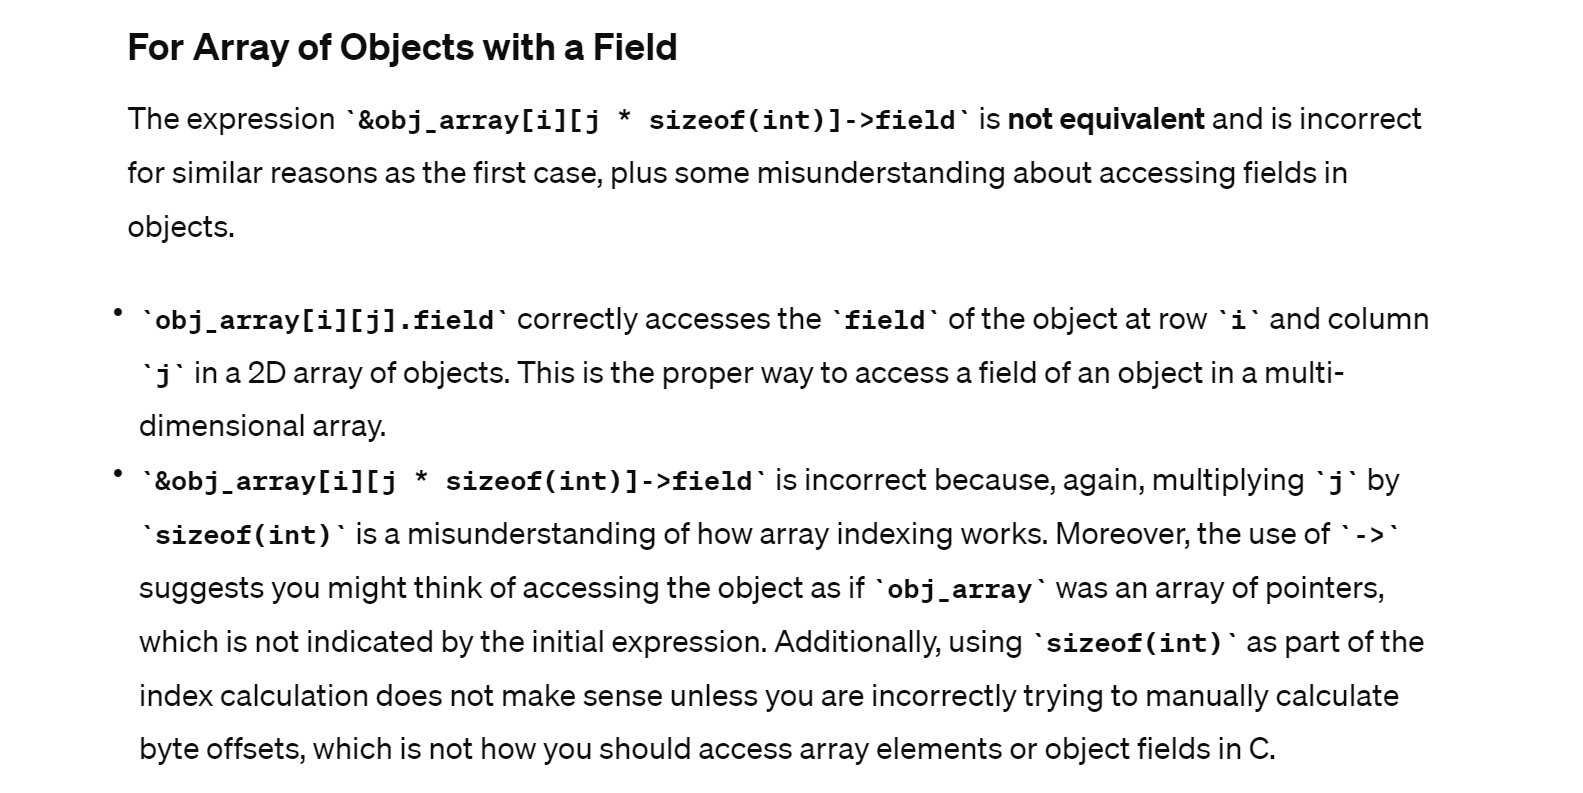 For Array of Objects with a Field
The expression `&obj_array[i][j * sizeof(int)]->field` is not equivalent and is incorrect
for similar reasons as the first case, plus some misunderstanding about accessing fields in
objects.
• `obj_array[i][j].field` correctly accesses the `field` of the object at row `i` and column
`j` in a 2D array of objects. This is the proper way to access a field of an object in a multi-
dimensional array.
• `&obj_array[i][j * sizeof(int)]->field` is incorrect because, again, multiplying `j` by
`sizeof(int)` is a misunderstanding of how array indexing works. Moreover, the use of `->`
suggests you might think of accessing the object as if `obj_array` was an array of pointers,
which is not indicated by the initial expression. Additionally, using `sizeof(int)` as part of the
index calculation does not make sense unless you are incorrectly trying to manually calculate
byte offsets, which is not how you should access array elements or object fields in C.